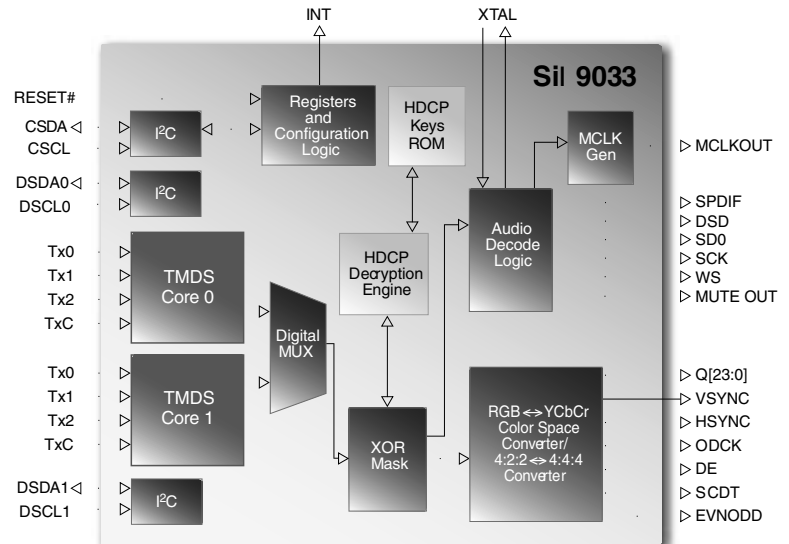 INT
XTAL
SiI 9033
RESET#
CSDA
CSCL
I²C
Registers
and
Configuration
Logic
HDCP
Keys
ROM
MCLK
Gen
MCLKOUT
DSDA0
DSCL0
I²C
SPDIF
DSD
SD0
SCK
WS
MUTE OUT
Audio
Decode
Logic
Tx0
Tx1
Tx2
TxC
TMDS
Core 0
HDCP
Decryption
Engine
Digital
MUX
Tx0
Tx1
Tx2
TxC
TMDS
Core 1
XOR
Mask
RGB <->YCbCr
Color Space
Converter/
4:2:2<->4:4:4
Converter
Q[23:0]
VSYNC
HSYNC
ODCK
DE
SCDT
EVNODD
DSDA1
DSCL1
I²C